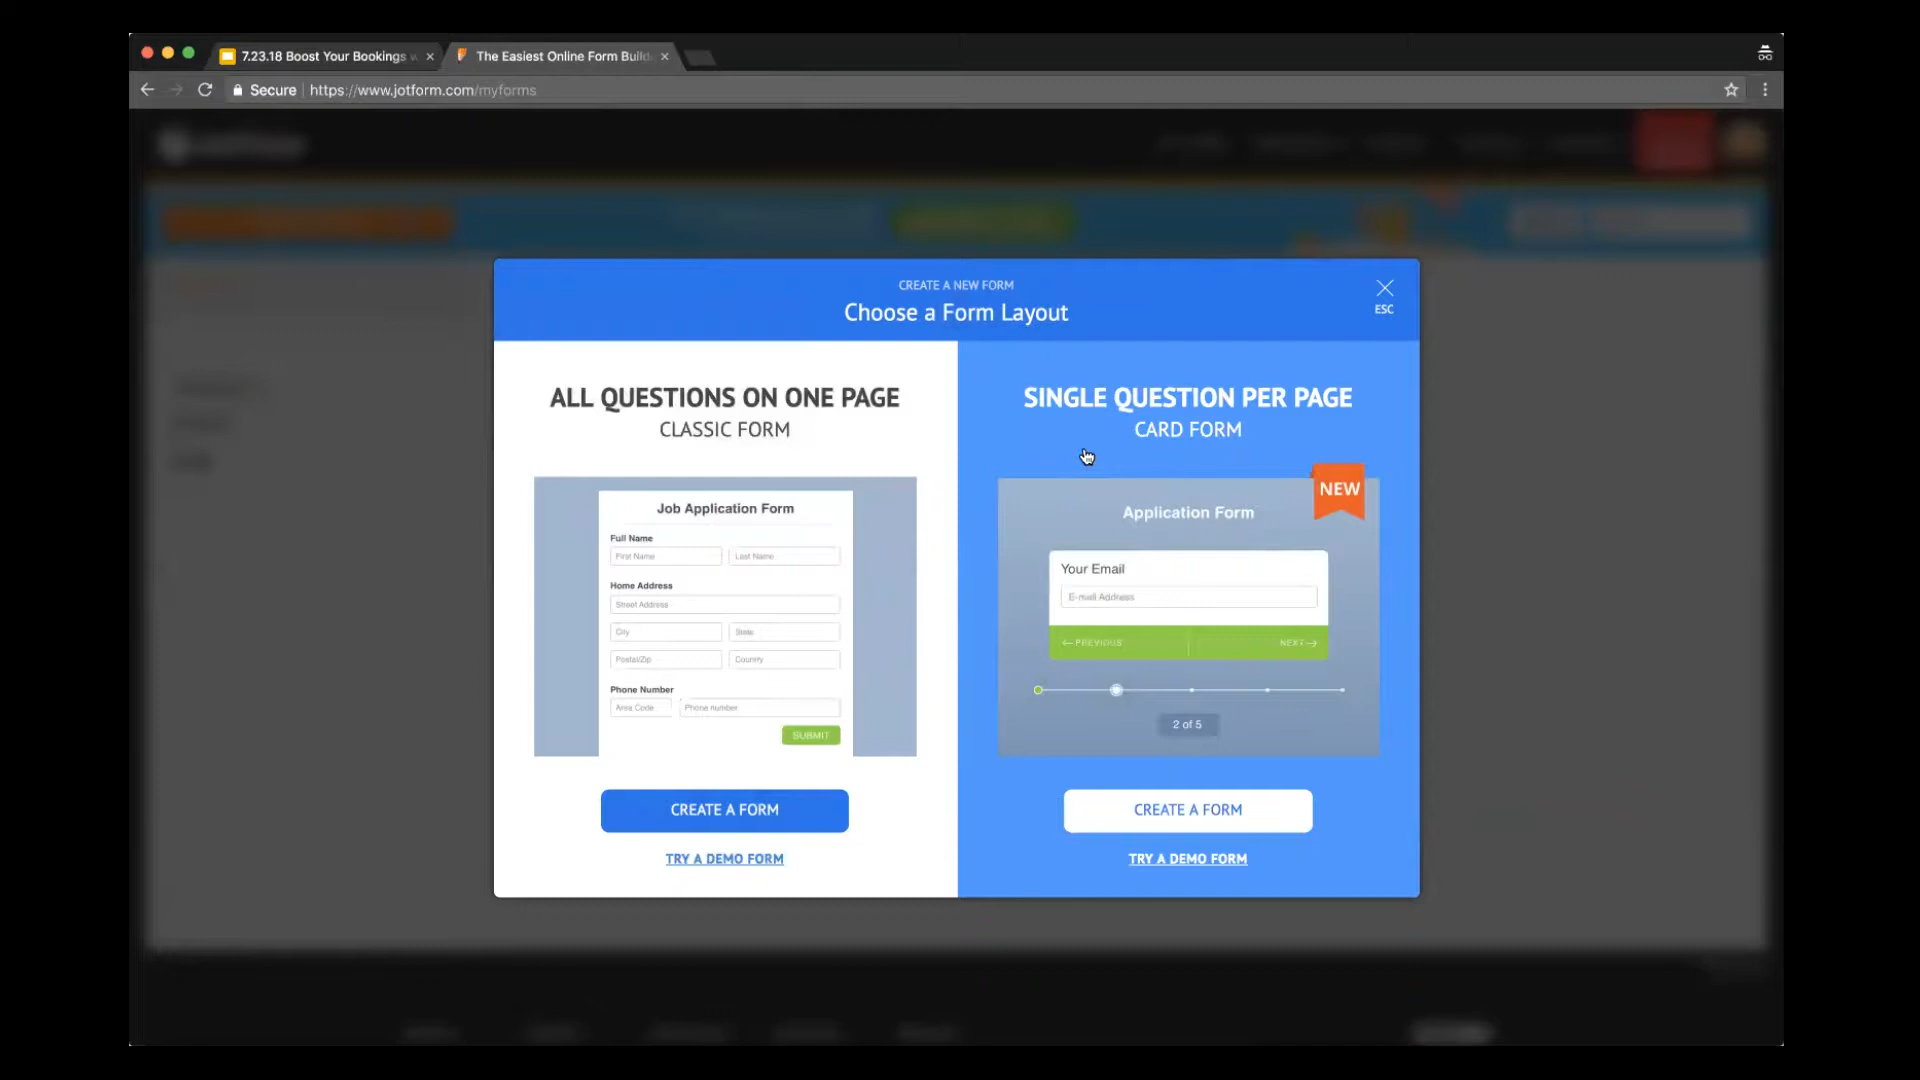 7.23.18 Boost Your Bookings w
The Easiest Online Form Build
Secure
https://www.jotform.com/myforms
CREATE A NEW FORM
Choose a Form Layout
ESC
ALL QUESTIONS ON ONE PAGE
CLASSIC FORM
Job Application Form
Full Name
First Name
Last Name
Home Address
Street Address
City
State
Postal/Zip
Country
Phone Number
Area Code
Phone number
SUBMIT
CREATE A FORM
TRY A DEMO FORM
SINGLE QUESTION PER PAGE
CARD FORM
NEW
Application Form
Your Email
E-mail Address
PREVIOUS
NEXT
2 of 5
CREATE A FORM
TRY A DEMO FORM